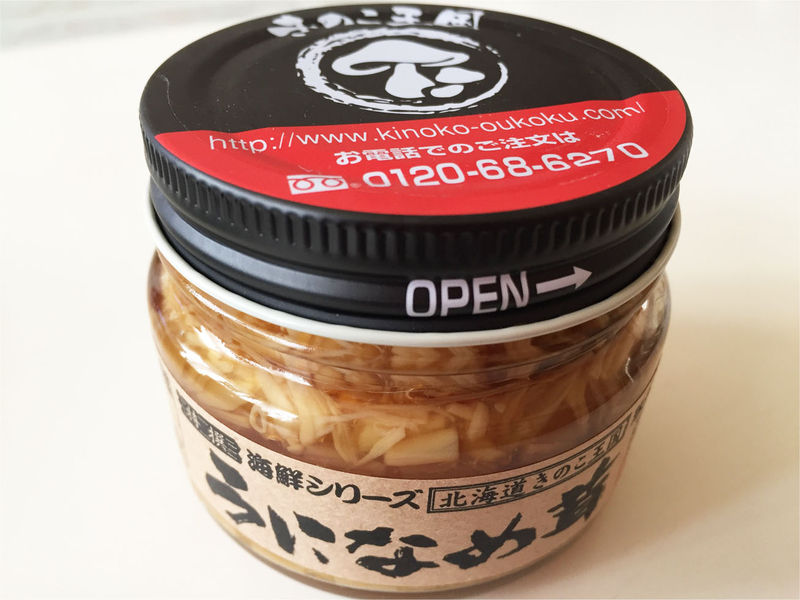 きのこ王国
http://www.kinoko-oukoku.com/
お電話でのご注文は
0120-68-6270
OPEN→
特撰 海鮮シリーズ 北海道きのこ王国
うになめ茸